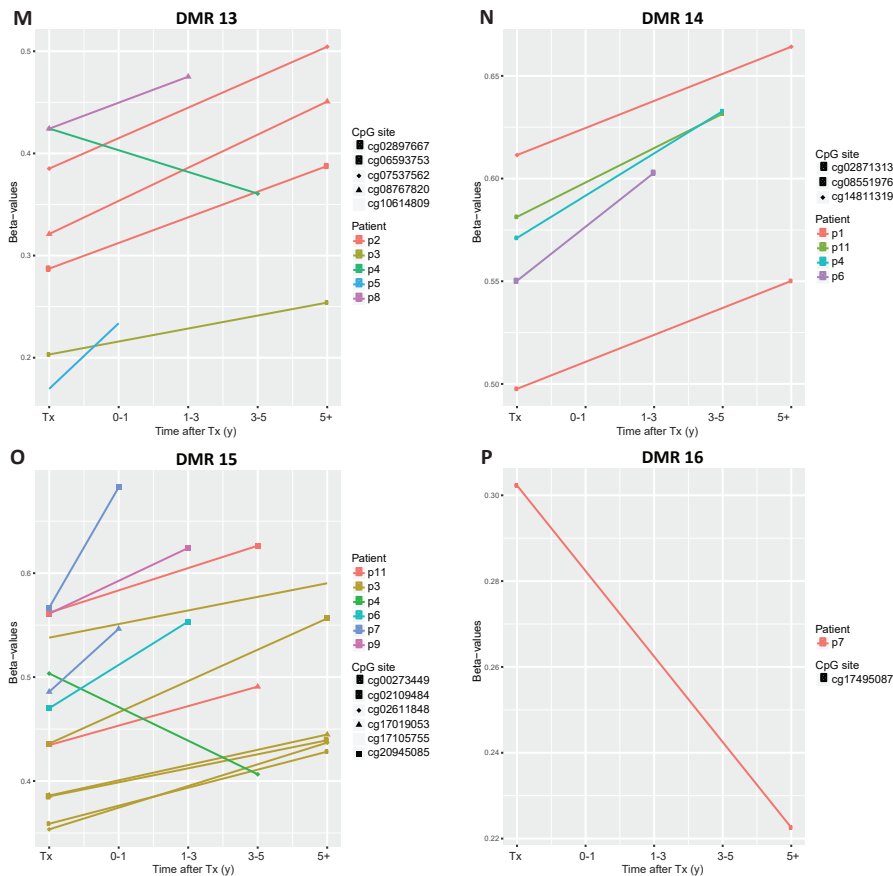 M
DMR 13
0.5
0.4
0.3
0.2
Beta-values
Tx
0-1
1-3
3-5
5+
Time after Tx (y)
CpG site
cg02897667
cg06593753
cg07537562
cg08767820
cg10614809
Patient
p2
p3
p4
p5
p8
N
DMR 14
0.65
0.60
0.55
0.50
Beta-values
Tx
0-1
1-3
3-5
5+
Time after Tx (y)
CpG site
cg02871313
cg08551976
cg14811319
Patient
p1
p11
p4
p6
O
DMR 15
0.6
0.5
0.4
Beta-values
Tx
0-1
1-3
3-5
5+
Time after Tx (y)
Patient
p11
p3
p4
p6
p7
p9
CpG site
cg00273449
cg02109484
cg02611848
cg17019053
cg17105755
cg20945085
P
DMR 16
0.30
0.28
0.26
0.24
0.22
Beta-values
Tx
0-1
1-3
3-5
5+
Time after Tx (y)
Patient
p7
CpG site
cg17495087